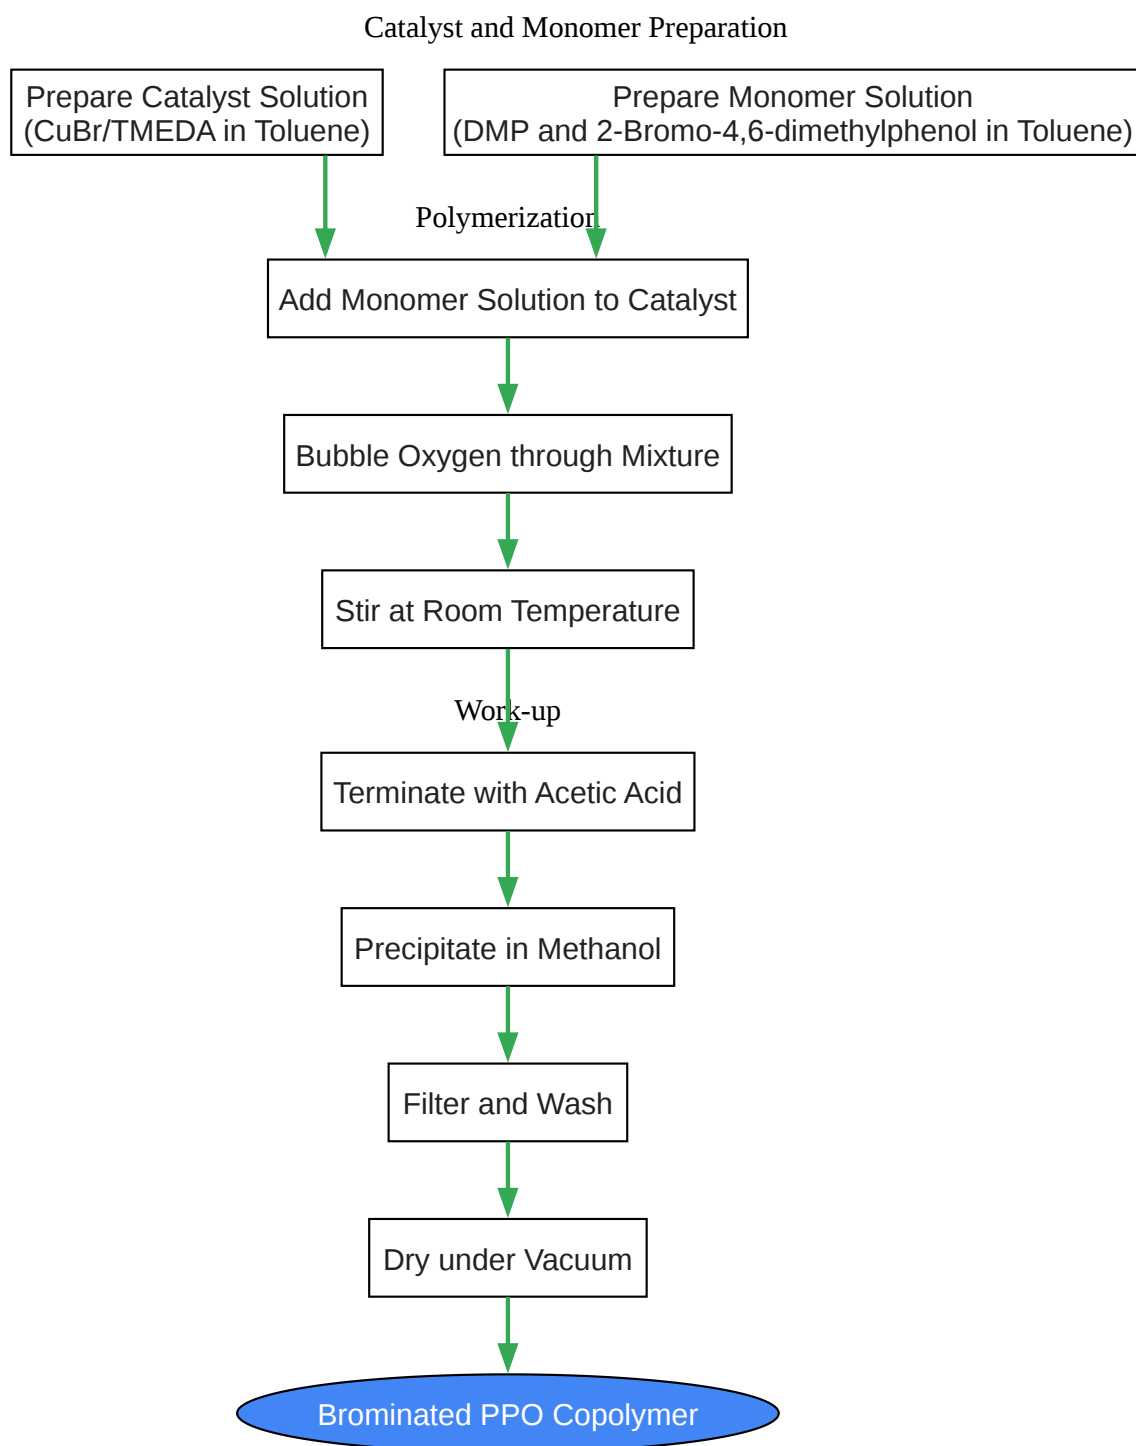 Catalyst and Monomer Preparation
Prepare Catalyst Solution
(CuBr/TMEDA in Toluene)
Prepare Monomer Solution
(DMP and 2-Bromo-4,6-dimethylphenol in Toluene)
Polymerization
Add Monomer Solution to Catalyst
Bubble Oxygen through Mixture
Stir at Room Temperature
Work-up
Terminate with Acetic Acid
Precipitate in Methanol
Filter and Wash
Dry under Vacuum
Brominated PPO Copolymer